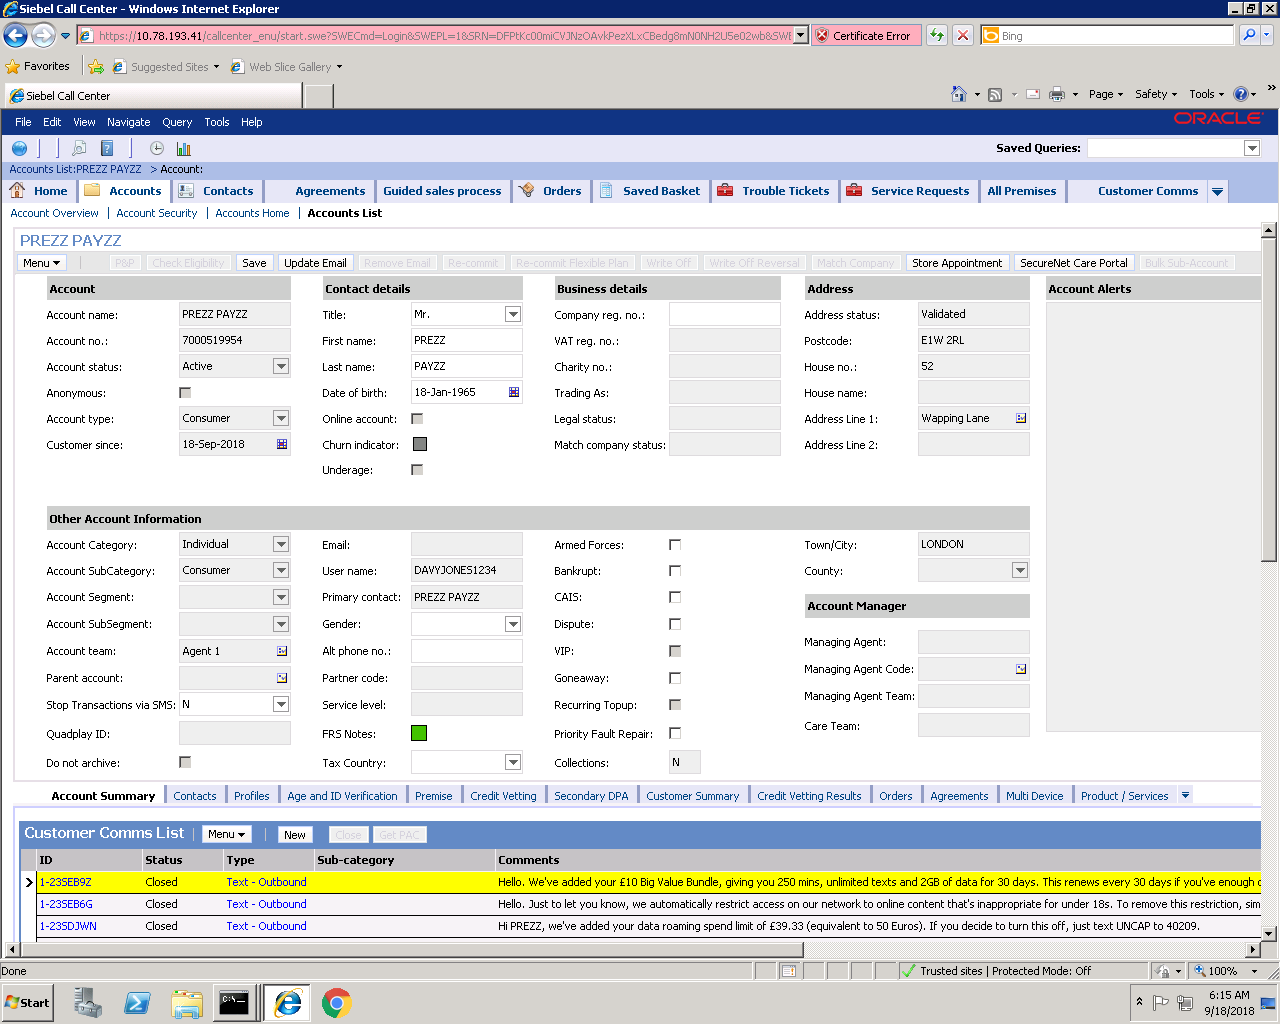 Siebel Call Center - Windows Internet Explorer
https://10.78.193.41/callcenter_enu/start.swe?SWECmd=Login&SWEPL=1&SRN=
Certificate Error
Bing
Favorites
Suggested Sites
Web Slice Gallery
Siebel Call Center
Page
Safety
Tools
File Edit View Navigate Query Tools Help
ORACLE
Saved Queries:
Accounts List:PREZZ PAYZZ > Account:
Home Accounts Contacts Agreements Guided sales process Orders Saved Basket Trouble Tickets Service Requests All Premises Customer Comms
Account Overview | Account Security | Accounts Home | Accounts List
PREZZ PAYZZ
Menu P&P Check Eligibility Save Update Email Remove Email Re-commit Re-commit Flexible Plan Write Off Write Off Reversal Match Company Store Appointment SecureNet Care Portal Bulk Sub-Account
Account Contact details Business details Address Account Alerts
Account name: PREZZ PAYZZ Title: Mr. Company reg. no.: Address status: Validated
Account no.: 7000519954 First name: PREZZ VAT reg. no.: Postcode: E1W 2RL
Account status: Active Last name: PAYZZ Charity no.: House no.: 52
Anonymous: Date of birth: 18-Jan-1965 Trading As: House name:
Account type: Consumer Online account: Legal status: Address Line 1: Wapping Lane
Customer since: 18-Sep-2018 Churn indicator: Match company status: Address Line 2:
Underage:
Other Account Information
Account Category: Individual Email: Armed Forces: Town/City: LONDON
Account SubCategory: Consumer User name: DAVYJONES1234 Bankrupt: County:
Account Segment: Primary contact: PREZZ PAYZZ CAIS: Account Manager
Account SubSegment: Gender: Dispute:
Account team: Agent 1 Alt phone no.: VIP: Managing Agent:
Parent account: Partner code: Goneaway: Managing Agent Code:
Stop Transactions via SMS: N Service level: Recurring Topup: Managing Agent Team:
Quadplay ID: FRS Notes: Priority Fault Repair: Care Team:
Do not archive: Tax Country: Collections: N
Account Summary Contacts Profiles Age and ID Verification Premise Credit Vetting Secondary DPA Customer Summary Credit Vetting Results Orders Agreements Multi Device Product / Services
Customer Comms List Menu New Close Get PAC
ID Status Type Sub-category Comments
1-23SEB9Z Closed Text - Outbound Hello. We've added your £10 Big Value Bundle, giving you 250 mins, unlimited texts and 2GB of data for 30 days. This renews every 30 days if you've enough
1-23SEB6G Closed Text - Outbound Hello. Just to let you know, we automatically restrict access on our network to online content that's inappropriate for under 18s. To remove this restriction, sim
1-23SDJWN Closed Text - Outbound Hi PREZZ, we've added your data roaming spend limit of £39.33 (equivalent to 50 Euros). If you decide to turn this off, just text UNCAP to 40209.
Done
Trusted sites | Protected Mode: Off
100%
Start
6:15 AM
9/18/2018